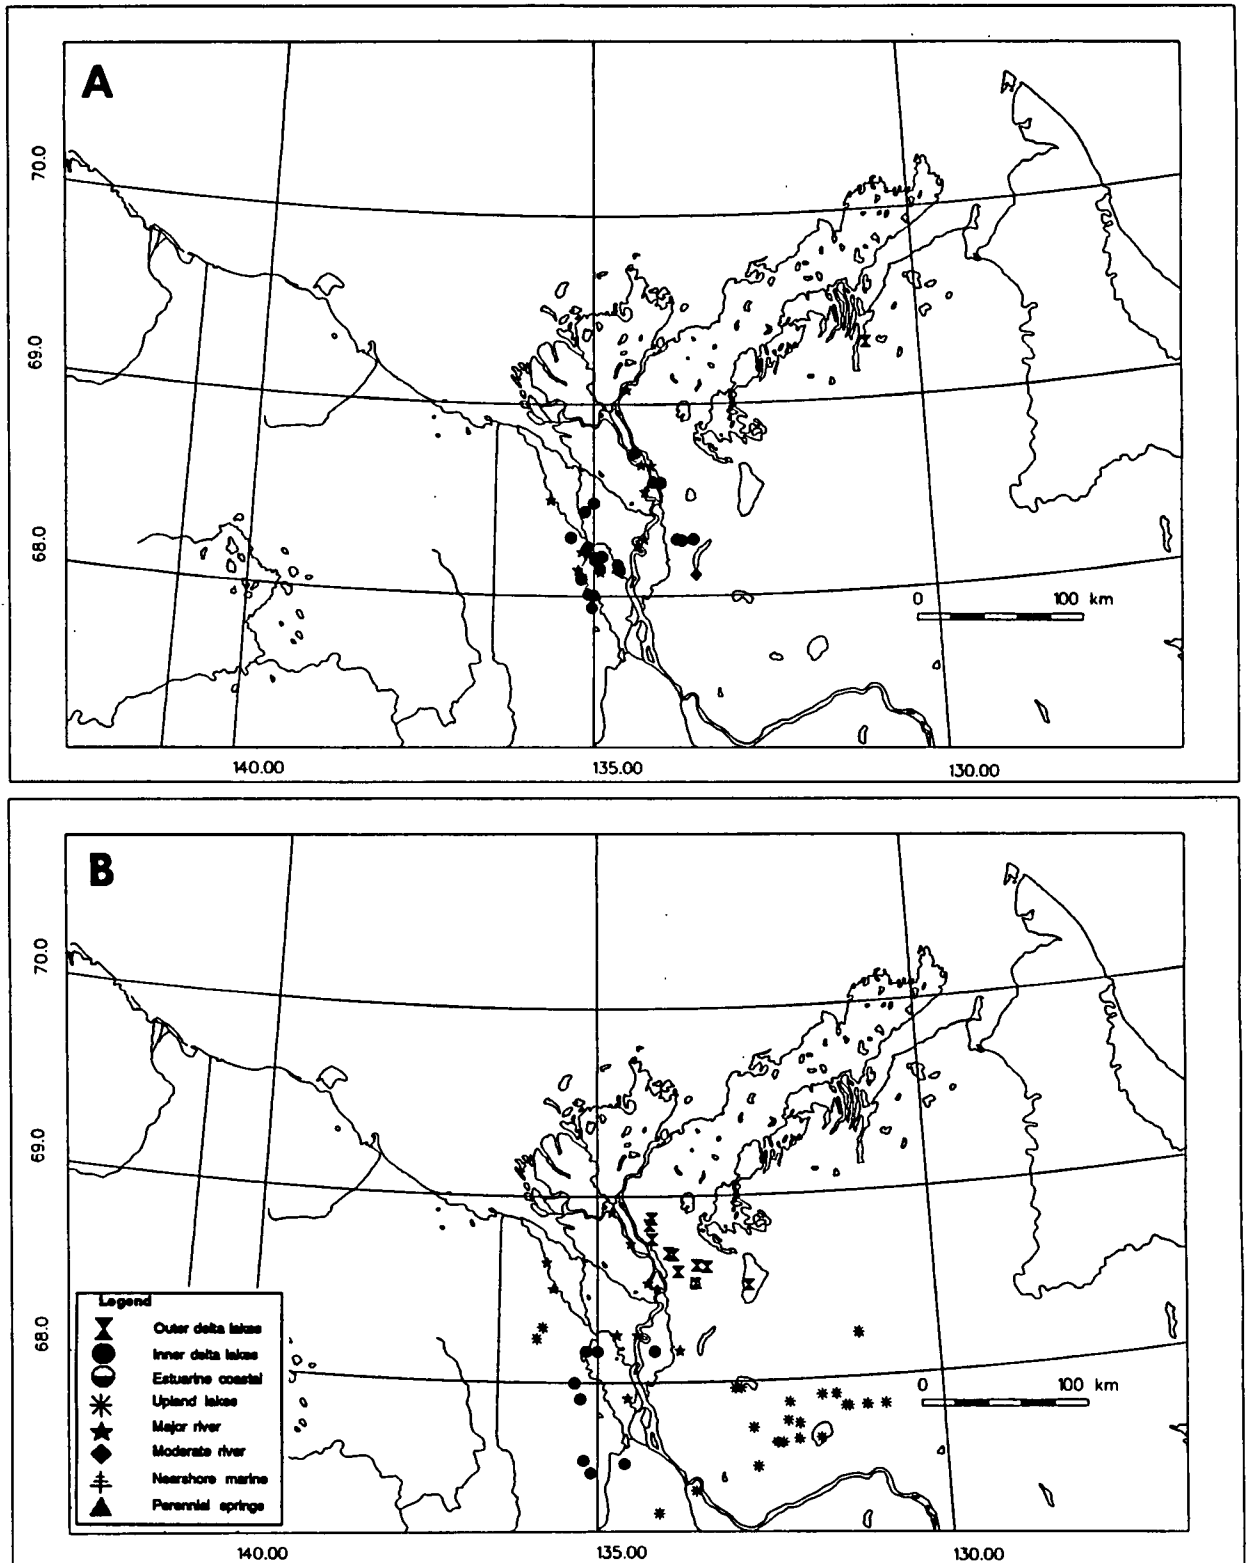 A
70.0
69.0
68.0
0 100 km
140.00 135.00 130.00
B
70.0
69.0
68.0
0 100 km
Legend
Outer delta lakes
Inner delta lakes
Estuarine coastal
Upland lakes
Major river
Moderate river
Nearshore marine
Perennial springs
140.00 135.00 130.00